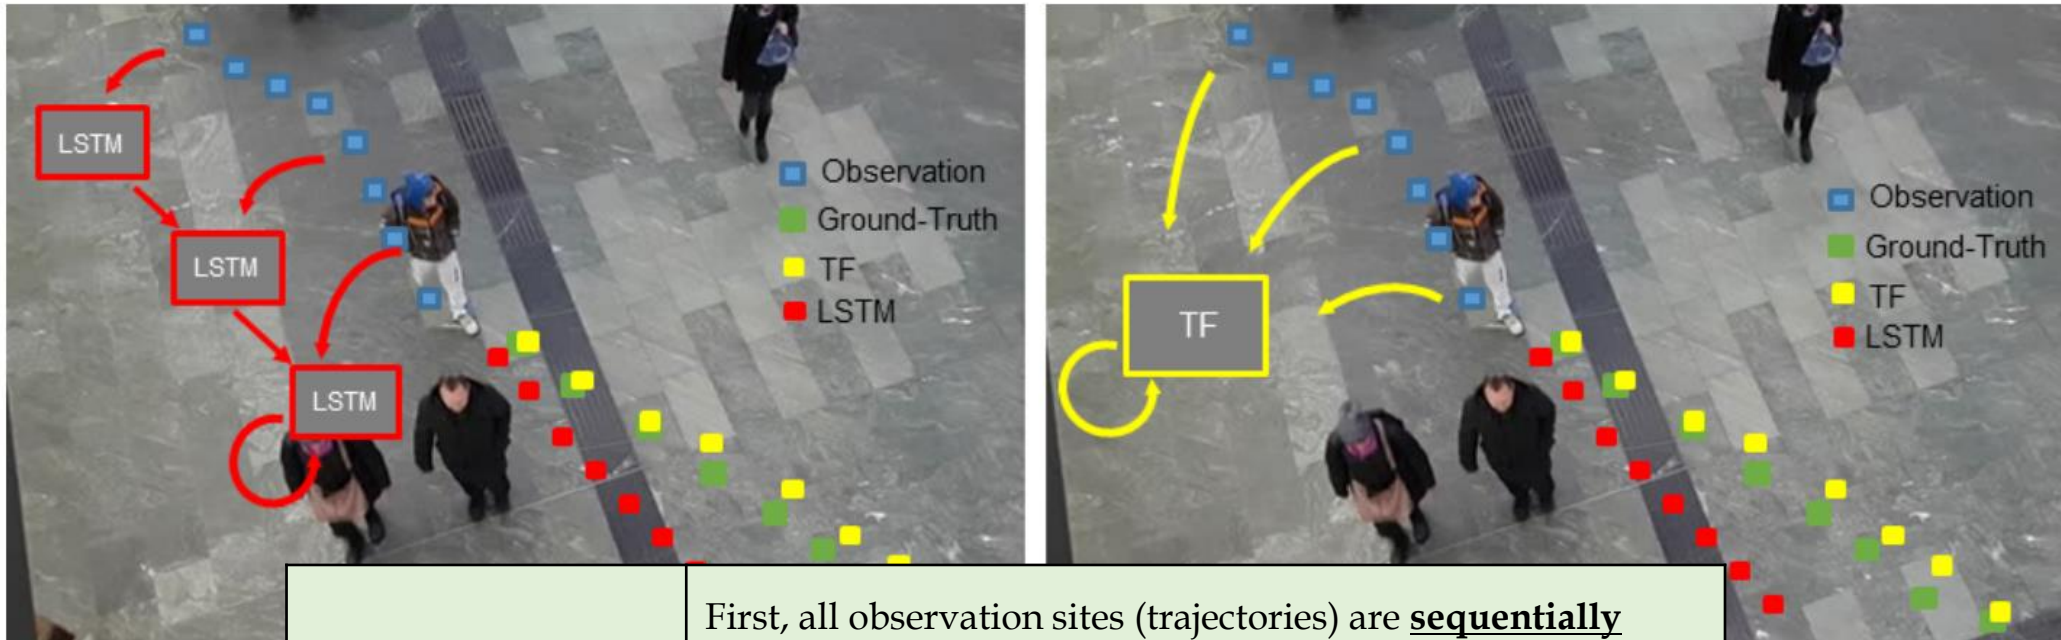 LSTM
LSTM
LSTM
Observation
Ground-Truth
TF
LSTM
TF
Observation
Ground-Truth
TF
LSTM
First, all observation sites (trajectories) are sequentially